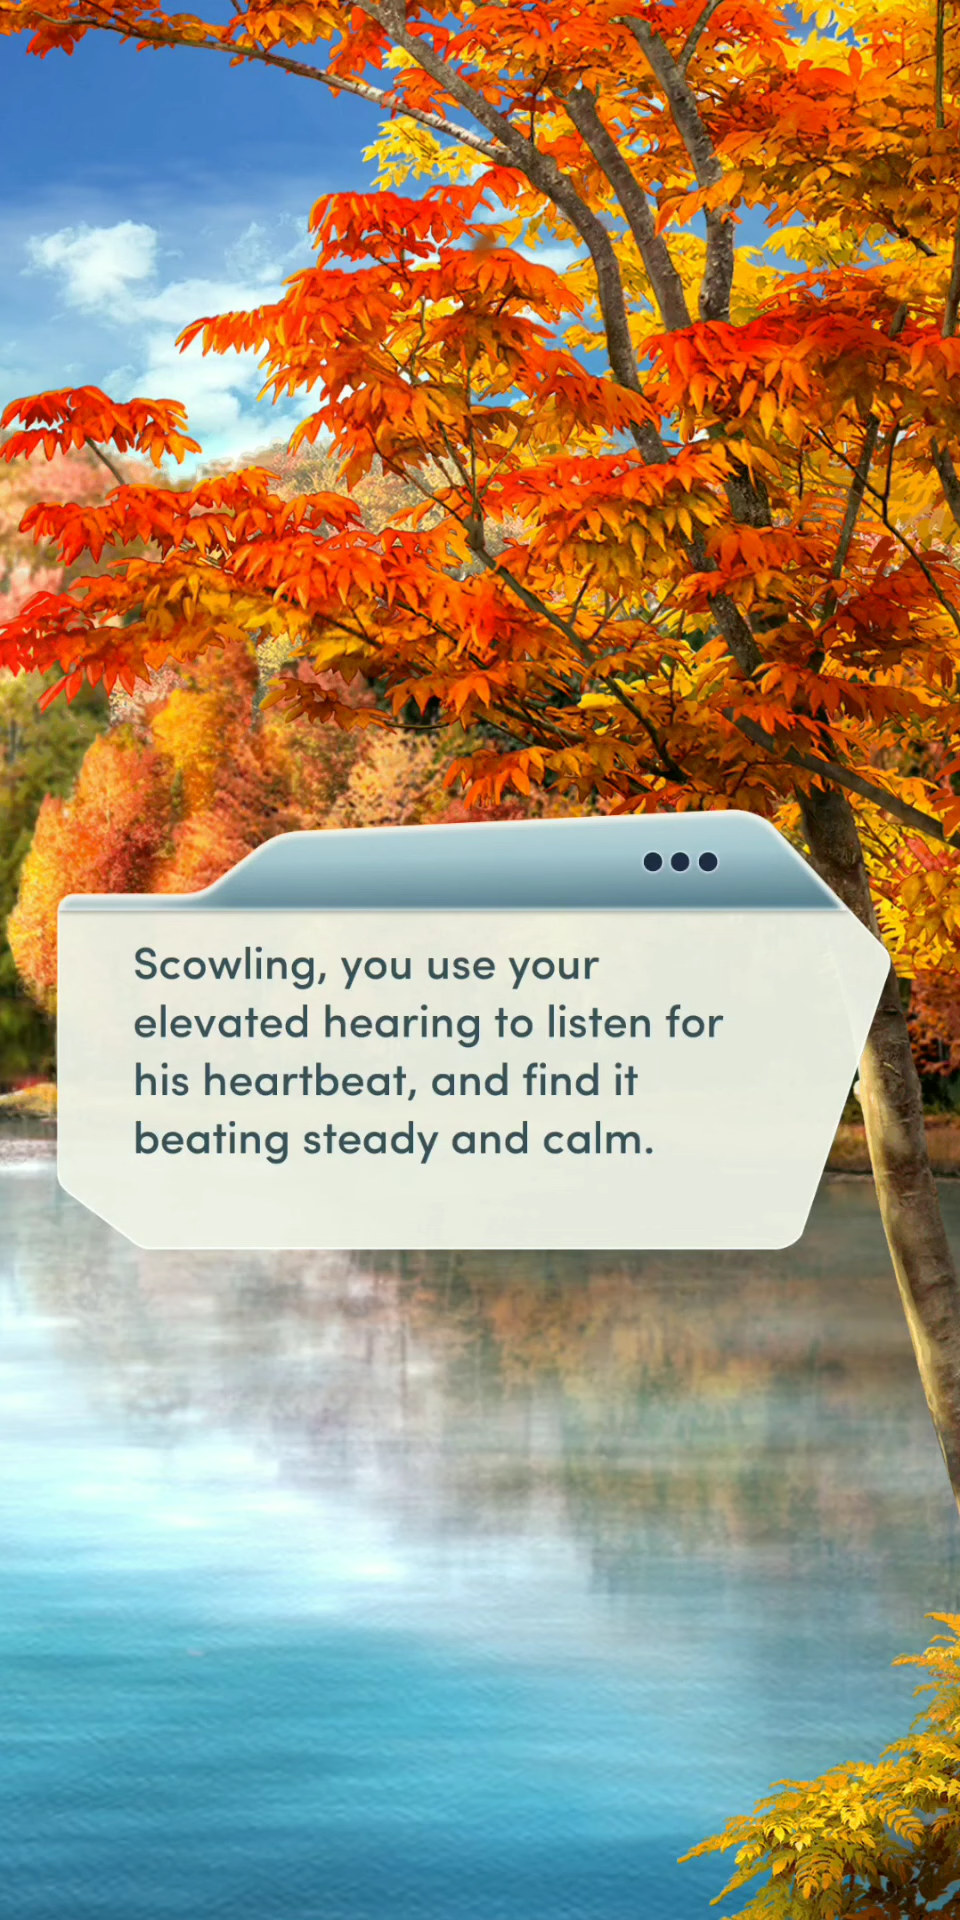 Scowling, you use your
elevated hearing to listen for
his heartbeat, and find it
beating steady and calm.